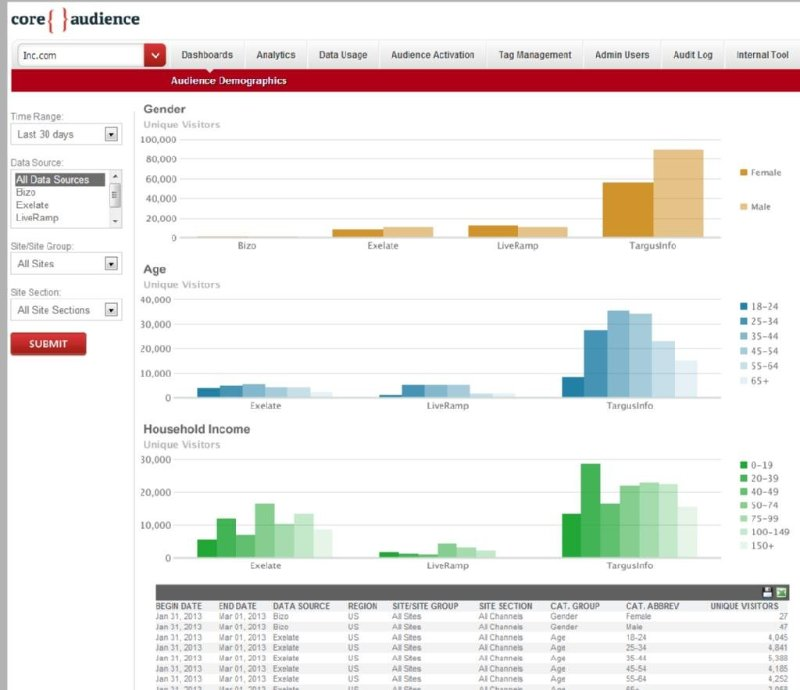 core{ }audience
Inc.com
Dashboards Analytics Data Usage Audience Activation Tag Management Admin Users Audit Log Internal Tool
Audience Demographics
Time Range:
Last 30 days
Data Source:
All Data Sources
Bizo
Exelate
LiveRamp
Site/Site Group:
All Sites
Site Section:
All Site Sections
SUBMIT
Gender
Unique Visitors
100,000
80,000
60,000
40,000
20,000
0
Bizo Exelate LiveRamp TargusInfo
Female
Male
Age
Unique Visitors
40,000
30,000
20,000
10,000
0
Exelate LiveRamp TargusInfo
18-24
25-34
35-44
45-54
55-64
65+
Household Income
Unique Visitors
30,000
20,000
10,000
0
Exelate LiveRamp TargusInfo
0-19
20-39
40-49
50-74
75-99
100-149
150+
BEGIN DATE END DATE DATA SOURCE REGION SITE/SITE GROUP SITE SECTION CAT. GROUP CAT. ABBREV UNIQUE VISITORS
Jan 31, 2013 Mar 01, 2013 Bizo US All Sites All Channels Gender Female 27
Jan 31, 2013 Mar 01, 2013 Bizo US All Sites All Channels Gender Male 47
Jan 31, 2013 Mar 01, 2013 Exelate US All Sites All Channels Age 18-24 4,045
Jan 31, 2013 Mar 01, 2013 Exelate US All Sites All Channels Age 25-34 4,841
Jan 31, 2013 Mar 01, 2013 Exelate US All Sites All Channels Age 35-44 5,388
Jan 31, 2013 Mar 01, 2013 Exelate US All Sites All Channels Age 45-54 4,185
Jan 31, 2013 Mar 01, 2013 Exelate US All Sites All Channels Age 55-64 4,252